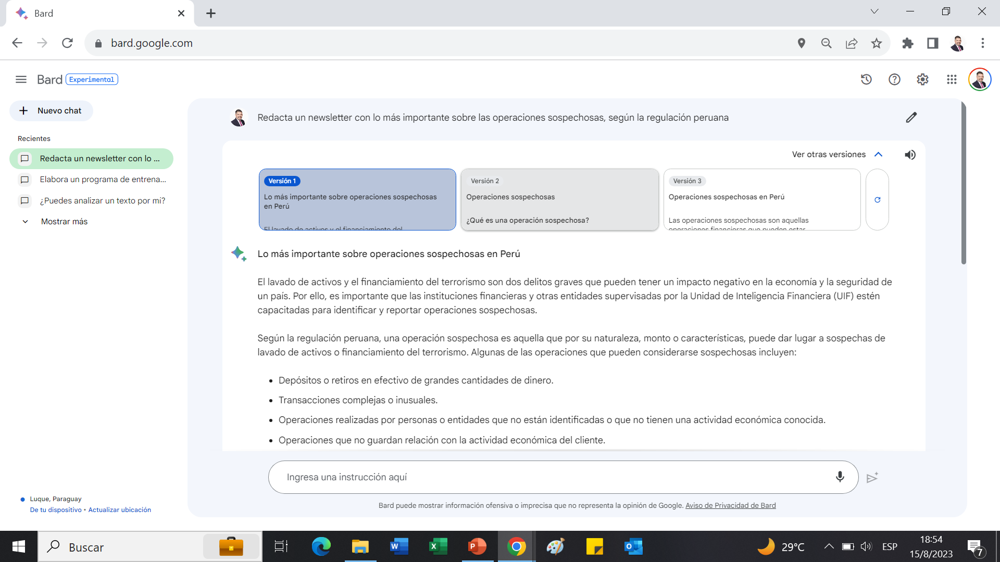 Bard
bard.google.com
Bard Experimental
Nuevo chat
Recientes
Redacta un newsletter con lo ...
Elabora un programa de entrena...
¿Puedes analizar un texto por mí?
Mostrar más
Luque, Paraguay
De tu dispositivo • Actualizar ubicación
Redacta un newsletter con lo más importante sobre las operaciones sospechosas, según la regulación peruana
Ver otras versiones
Versión 1
Lo más importante sobre operaciones sospechosas
en Perú
El lavado de activos y el financiamiento del
Versión 2
Operaciones sospechosas
¿Qué es una operación sospechosa?
Versión 3
Operaciones sospechosas en Perú
Las operaciones sospechosas son aquellas
operaciones financieras que pueden estar
Lo más importante sobre operaciones sospechosas en Perú
El lavado de activos y el financiamiento del terrorismo son dos delitos graves que pueden tener un impacto negativo en la economía y la seguridad de
un país. Por ello, es importante que las instituciones financieras y otras entidades supervisadas por la Unidad de Inteligencia Financiera (UIF) estén
capacitadas para identificar y reportar operaciones sospechosas.
Según la regulación peruana, una operación sospechosa es aquella que por su naturaleza, monto o características, puede dar lugar a sospechas de
lavado de activos o financiamiento del terrorismo. Algunas de las operaciones que pueden considerarse sospechosas incluyen:
• Depósitos o retiros en efectivo de grandes cantidades de dinero.
• Transacciones complejas o inusuales.
• Operaciones realizadas por personas o entidades que no están identificadas o que no tienen una actividad económica conocida.
• Operaciones que no guardan relación con la actividad económica del cliente.
Ingresa una instrucción aquí
Bard puede mostrar información ofensiva o imprecisa que no representa la opinión de Google. Aviso de Privacidad de Bard
Buscar
29°C
ESP
18:54
15/8/2023
7